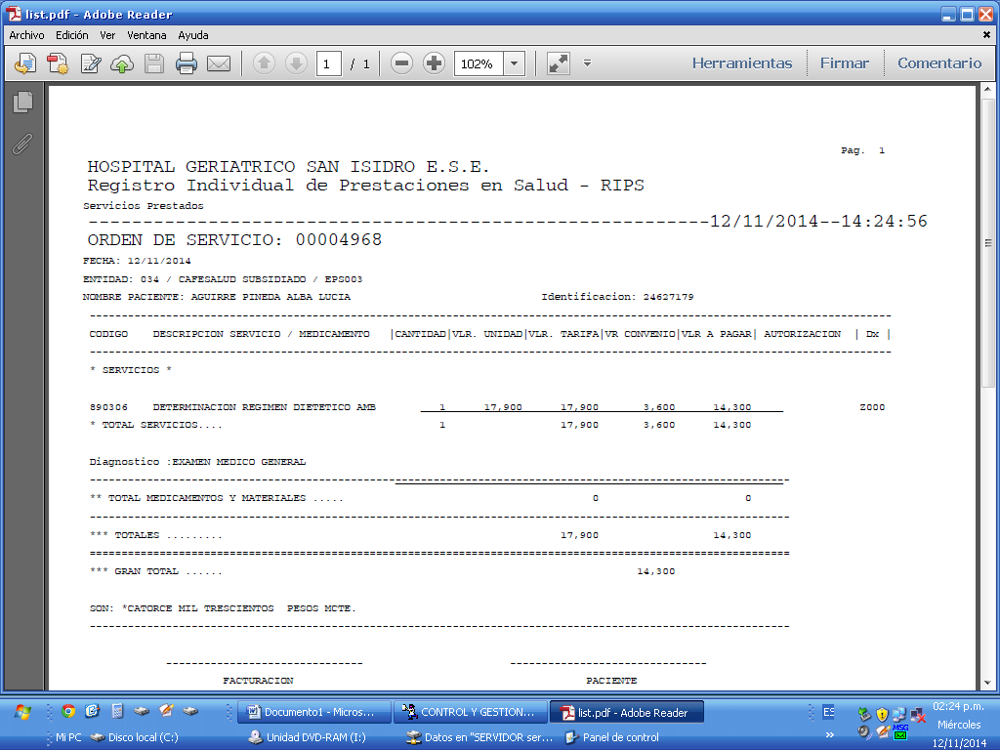 list.pdf - Adobe Reader
Archivo Edición Ver Ventana Ayuda
1 / 1 102% Herramientas Firmar Comentario
Pag. 1
HOSPITAL GERIATRICO SAN ISIDRO E.S.E.
Registro Individual de Prestaciones en Salud - RIPS
Servicios Prestados
---------------------------------------------------------12/11/2014--14:24:56
ORDEN DE SERVICIO: 00004968
FECHA: 12/11/2014
ENTIDAD: 034 / CAFESALUD SUBSIDIADO / EPS003
NOMBRE PACIENTE: AGUIRRE PINEDA ALBA LUCIA Identificacion: 24627179
CODIGO DESCRIPCION SERVICIO / MEDICAMENTO |CANTIDAD|VLR. UNIDAD|VLR. TARIFA|VR CONVENIO|VLR A PAGAR| AUTORIZACION | Dx |
* SERVICIOS *
890306 DETERMINACION REGIMEN DIETETICO AMB 1 17,900 17,900 3,600 14,300 Z000
* TOTAL SERVICIOS.... 1 17,900 3,600 14,300
Diagnostico :EXAMEN MEDICO GENERAL
** TOTAL MEDICAMENTOS Y MATERIALES ..... 0 0
*** TOTALES ......... 17,900 14,300
*** GRAN TOTAL ...... 14,300
SON: *CATORCE MIL TRESCIENTOS PESOS MCTE.
FACTURACION PACIENTE
Documento1 - Micros... CONTROL Y GESTION... list.pdf - Adobe Reader ES 02:24 p.m.
MSG Miércoles
Mi PC Disco local (C:) Unidad DVD-RAM (I:) Datos en "SERVIDOR ser... Panel de control » 12/11/2014